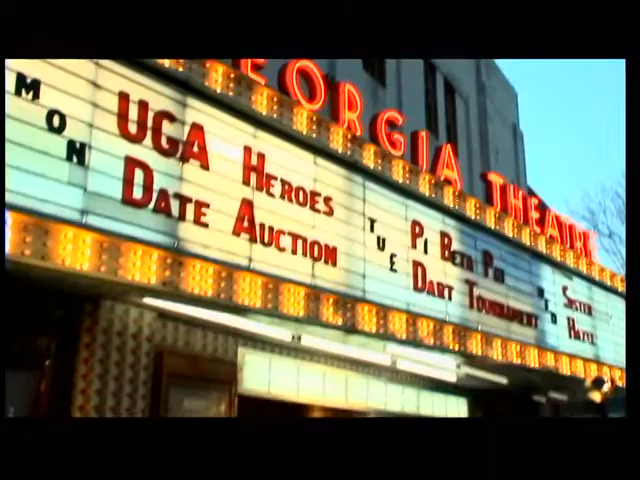 GEORGIA THEATRE
MON
UGA HEROES
DATE AUCTION
TUE
PI BETA PHI
DART TOURNAMENT
WED
SISTER
HAZEL